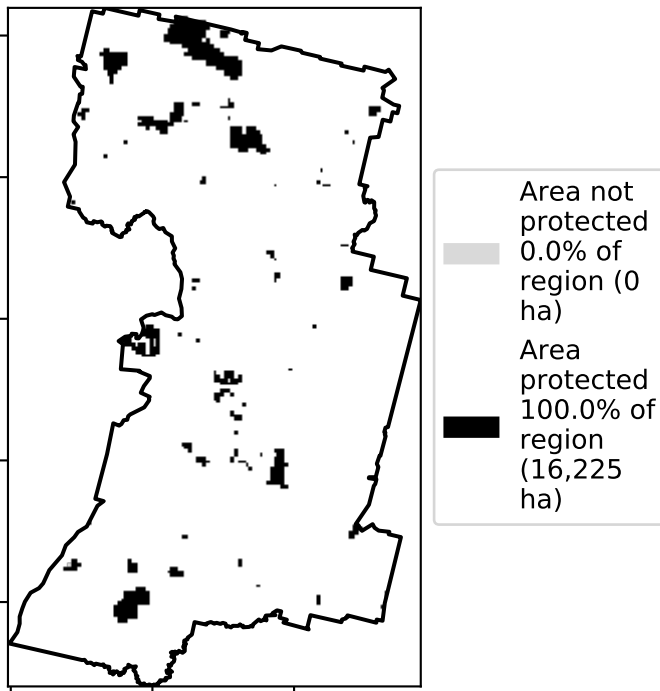 Area not
protected
0.0% of
region (0
ha)
Area
protected
100.0% of
region
(16,225
ha)